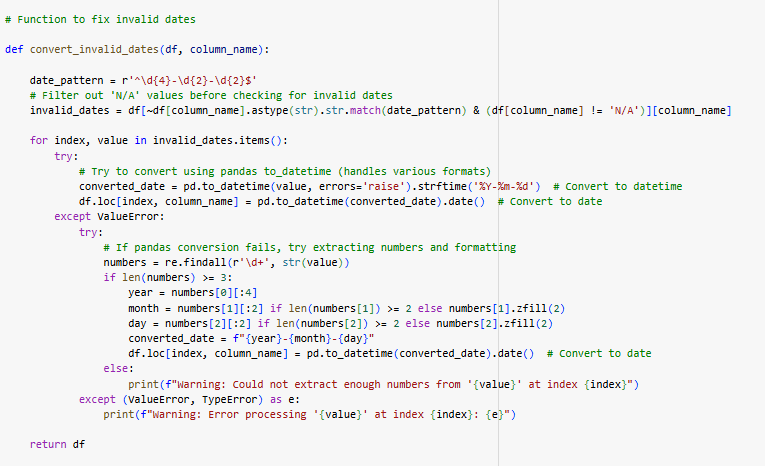 # Function to fix invalid dates
def convert_invalid_dates(df, column_name):
    date_pattern = r'^\d{4}-\d{2}-\d{2}$'
    # Filter out 'N/A' values before checking for invalid dates
    invalid_dates = df[~df[column_name].astype(str).str.match(date_pattern) & (df[column_name] != 'N/A')][column_name]
    for index, value in invalid_dates.items():
        try:
            # Try to convert using pandas to_datetime (handles various formats)
            converted_date = pd.to_datetime(value, errors='raise').strftime('%Y-%m-%d')  # Convert to datetime
            df.loc[index, column_name] = pd.to_datetime(converted_date).date()  # Convert to date
        except ValueError:
            try:
                # If pandas conversion fails, try extracting numbers and formatting
                numbers = re.findall(r'\d+', str(value))
                if len(numbers) >= 3:
                    year = numbers[0][:4]
                    month = numbers[1][:2] if len(numbers[1]) >= 2 else numbers[1].zfill(2)
                    day = numbers[2][:2] if len(numbers[2]) >= 2 else numbers[2].zfill(2)
                    converted_date = f"{year}-{month}-{day}"
                    df.loc[index, column_name] = pd.to_datetime(converted_date).date()  # Convert to date
                else:
                    print(f"Warning: Could not extract enough numbers from '{value}' at index {index}")
            except (ValueError, TypeError) as e:
                print(f"Warning: Error processing '{value}' at index {index}: {e}")
    return df